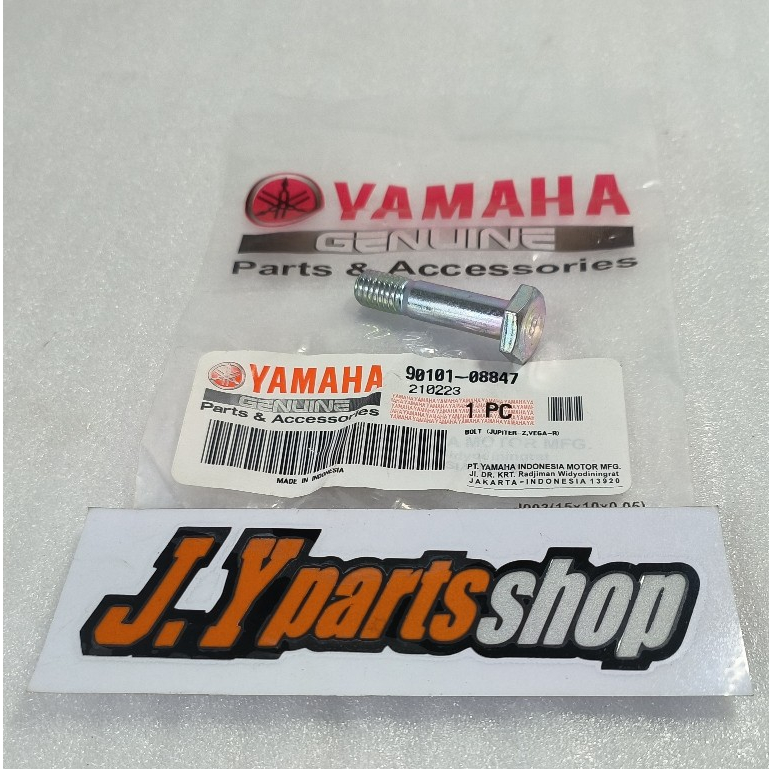 YAMAHA
GENUINE
Parts & Accessories
YAMAHA
GENUINE
Parts & Accessories
90101-08847
210223
1 PC
BOLT (JUPITER Z,VEGA-R)
MADE IN INDONESIA
PT. YAMAHA INDONESIA MOTOR MFG.
Jl. DR. KRT. Radjiman Widyodiningrat
JAKARTA-INDONESIA 13920
J.Y partsshop